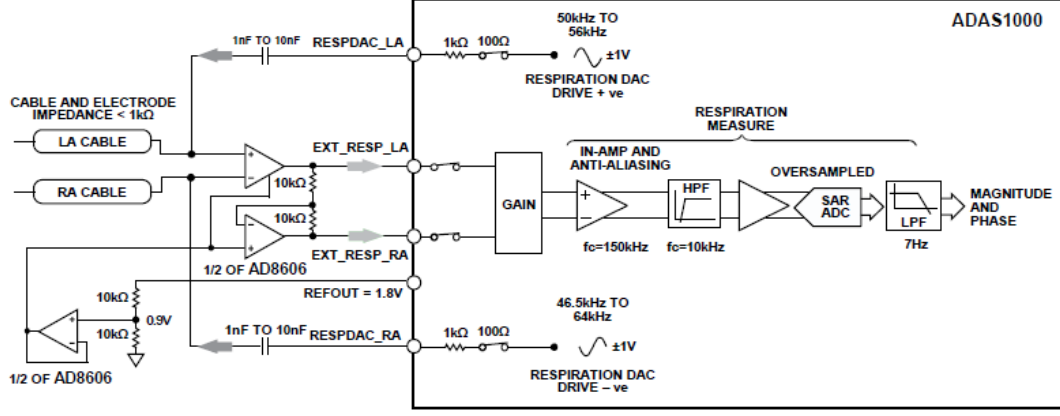 ADAS1000
50kHz TO
56kHz
1nF TO 10nF
RESPDAC_LA
1kΩ
100Ω
±1V
RESPIRATION DAC
DRIVE + ve
CABLE AND ELECTRODE
IMPEDANCE < 1kΩ
LA CABLE
RA CABLE
+
−
10kΩ
EXT_RESP_LA
10kΩ
−
+
EXT_RESP_RA
1/2 OF AD8606
GAIN
RESPIRATION
MEASURE
IN-AMP AND
ANTI-ALIASING
+
−
fc=150kHz
HPF
fc=10kHz
OVERSAMPLED
SAR
ADC
LPF
7Hz
MAGNITUDE
AND
PHASE
REFOUT = 1.8V
10kΩ
0.9V
10kΩ
+
−
1/2 OF AD8606
1nF TO 10nF
RESPDAC_RA
1kΩ
100Ω
46.5kHz TO
64kHz
±1V
RESPIRATION DAC
DRIVE – ve